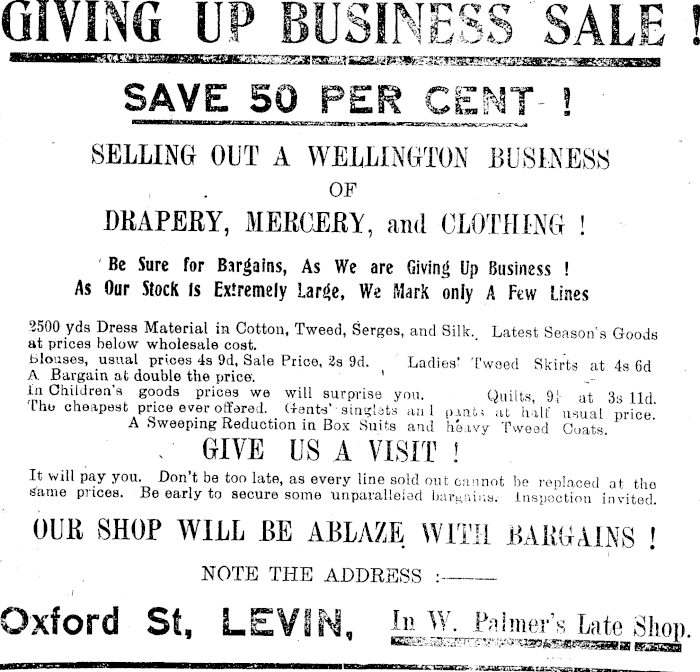 GIVING UP BUSINESS SALE !
SAVE 50 PER CENT !
SELLING OUT A WELLINGTON BUSINESS
OF
DRAPERY, MERCERY, and CLOTHING !
Be Sure for Bargains, As We are Giving Up Business !
As Our Stock is Extremely Large, We Mark only A Few Lines
2500 yds Dress Material in Cotton, Tweed, Serges, and Silk. Latest Season's Goods
at prices below wholesale cost.
Blouses, usual prices 4s 9d, Sale Price, 2s 9d. Ladies' Tweed Skirts at 4s 6d
A Bargain at double the price.
In Children's goods prices we will surprise you. Quilts, at 3s 11d.
The cheapest price ever offered. Gents' singlets and pants at half usual price.
A Sweeping Reduction in Box Suits and heavy Tweed Coats.
GIVE US A VISIT !
It will pay you. Don't be too late, as every line sold out cannot be replaced at the
same prices. Be early to secure some unparalleled bargains. Inspection invited.
OUR SHOP WILL BE ABLAZE WITH BARGAINS !
NOTE THE ADDRESS :—
Oxford St, LEVIN, In W. Palmer's Late Shop.